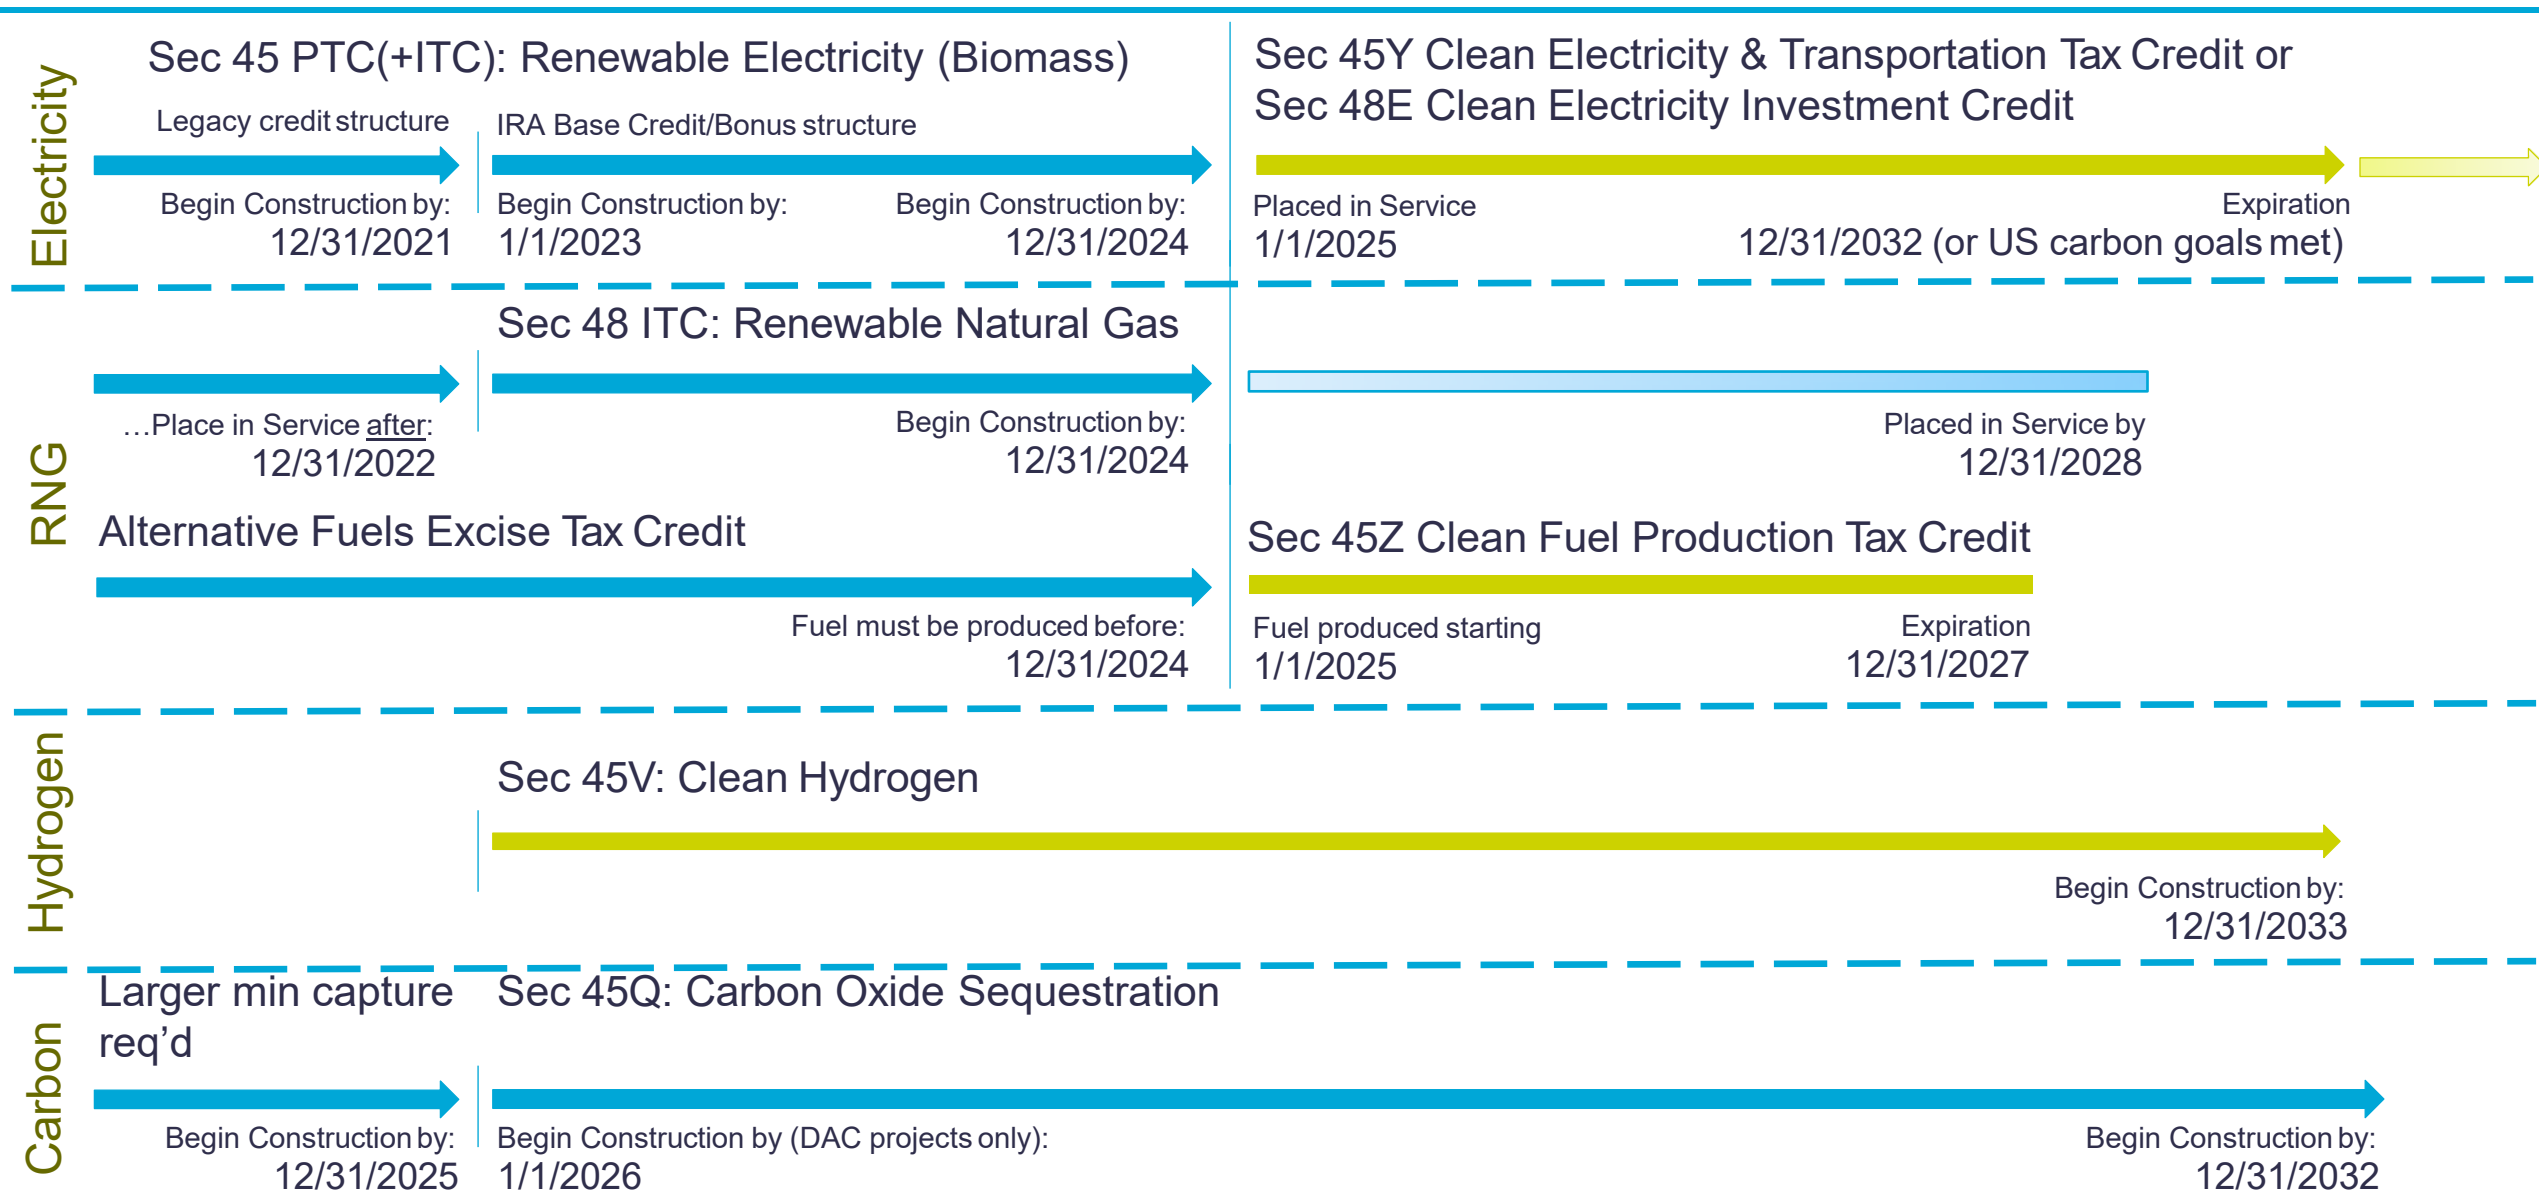 Electricity
Sec 45 PTC(+ITC): Renewable Electricity (Biomass)
Legacy credit structure
IRA Base Credit/Bonus structure
Begin Construction by:
12/31/2021
Begin Construction by:
1/1/2023
Begin Construction by:
12/31/2024
Sec 45Y Clean Electricity & Transportation Tax Credit or
Sec 48E Clean Electricity Investment Credit
Placed in Service
1/1/2025
Expiration
12/31/2032 (or US carbon goals met)
RNG
Sec 48 ITC: Renewable Natural Gas
…Place in Service after:
12/31/2022
Begin Construction by:
12/31/2024
Placed in Service by
12/31/2028
Alternative Fuels Excise Tax Credit
Fuel must be produced before:
12/31/2024
Sec 45Z Clean Fuel Production Tax Credit
Fuel produced starting
1/1/2025
Expiration
12/31/2027
Hydrogen
Sec 45V: Clean Hydrogen
Begin Construction by:
12/31/2033
Carbon
Larger min capture
req’d
Sec 45Q: Carbon Oxide Sequestration
Begin Construction by:
12/31/2025
Begin Construction by (DAC projects only):
1/1/2026
Begin Construction by:
12/31/2032